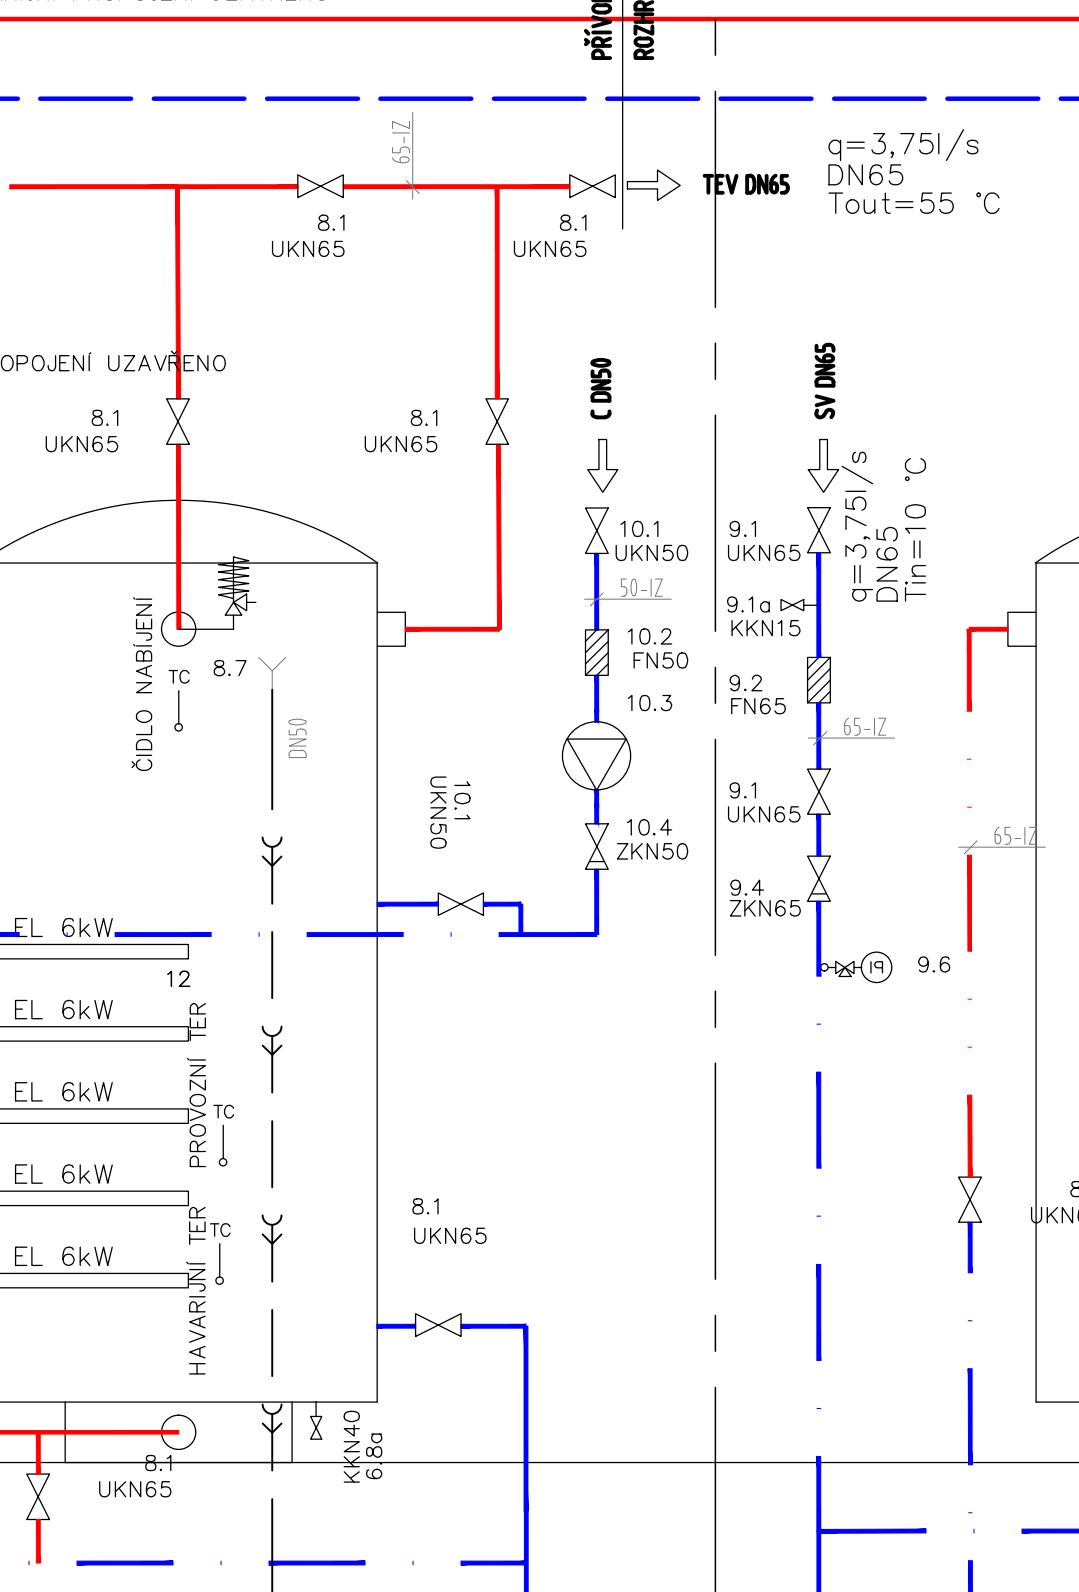 PŘÍVOD
ROZHR
65-IZ
8.1
UKN65
8.1
UKN65
TEV DN65
q=3,75l/s
DN65
Tout=55 °C
OPOJENÍ UZAVŘENO
8.1
UKN65
8.1
UKN65
C DN50
SV DN65
q=3,75l/s
DN65
Tin=10 °C
10.1
UKN50
50-IZ
10.2
FN50
10.3
10.4
ZKN50
9.1
UKN65
9.1a
KKN15
9.2
FN65
65-IZ
9.1
UKN65
9.4
ZKN65
PI
9.6
65-IZ
ČIDLO NABÍJENÍ
TC
8.7
DN50
10.1
UKN50
EL 6kW
12
EL 6kW
EL 6kW
EL 6kW
EL 6kW
PROVOZNÍ TER
TC
HAVARIJNÍ TER
TC
8.1
UKN65
8.1
UKN65
KKN40
6.8a